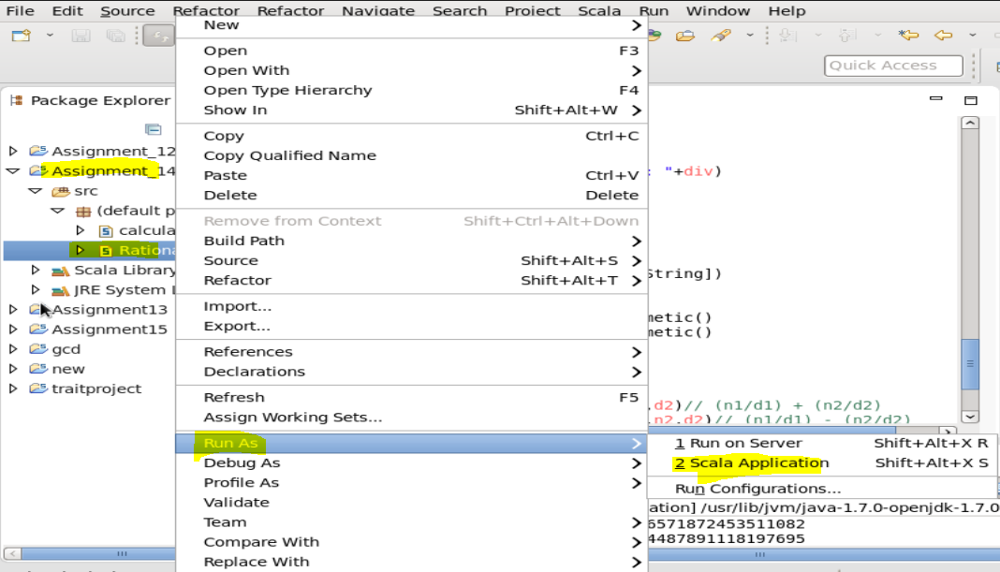 File Edit Source Refactor Refactor Navigate Search Project Scala Run Window Help
Quick Access
Package Explorer
Assignment_12
Assignment_14
src
(default p
calcula
Rationa
Scala Library
JRE System L
Assignment13
Assignment15
gcd
new
traitproject
New
Open F3
Open With
Open Type Hierarchy F4
Show In Shift+Alt+W
Copy Ctrl+C
Copy Qualified Name
Paste Ctrl+V
Delete Delete
Remove from Context Shift+Ctrl+Alt+Down
Build Path
Source Shift+Alt+S
Refactor Shift+Alt+T
Import...
Export...
References
Declarations
Refresh F5
Assign Working Sets...
Run As
Debug As
Profile As
Validate
Team
Compare With
Replace With
1 Run on Server Shift+Alt+X R
2 Scala Application Shift+Alt+X S
Run Configurations...
: "+div)
String])
metic()
metic()
.d2)// (n1/d1) + (n2/d2)
.n2.d2)// (n1/d1) - (n2/d2)
ation] /usr/lib/jvm/java-1.7.0-openjdk-1.7.0
6571872453511082
4487891118197695